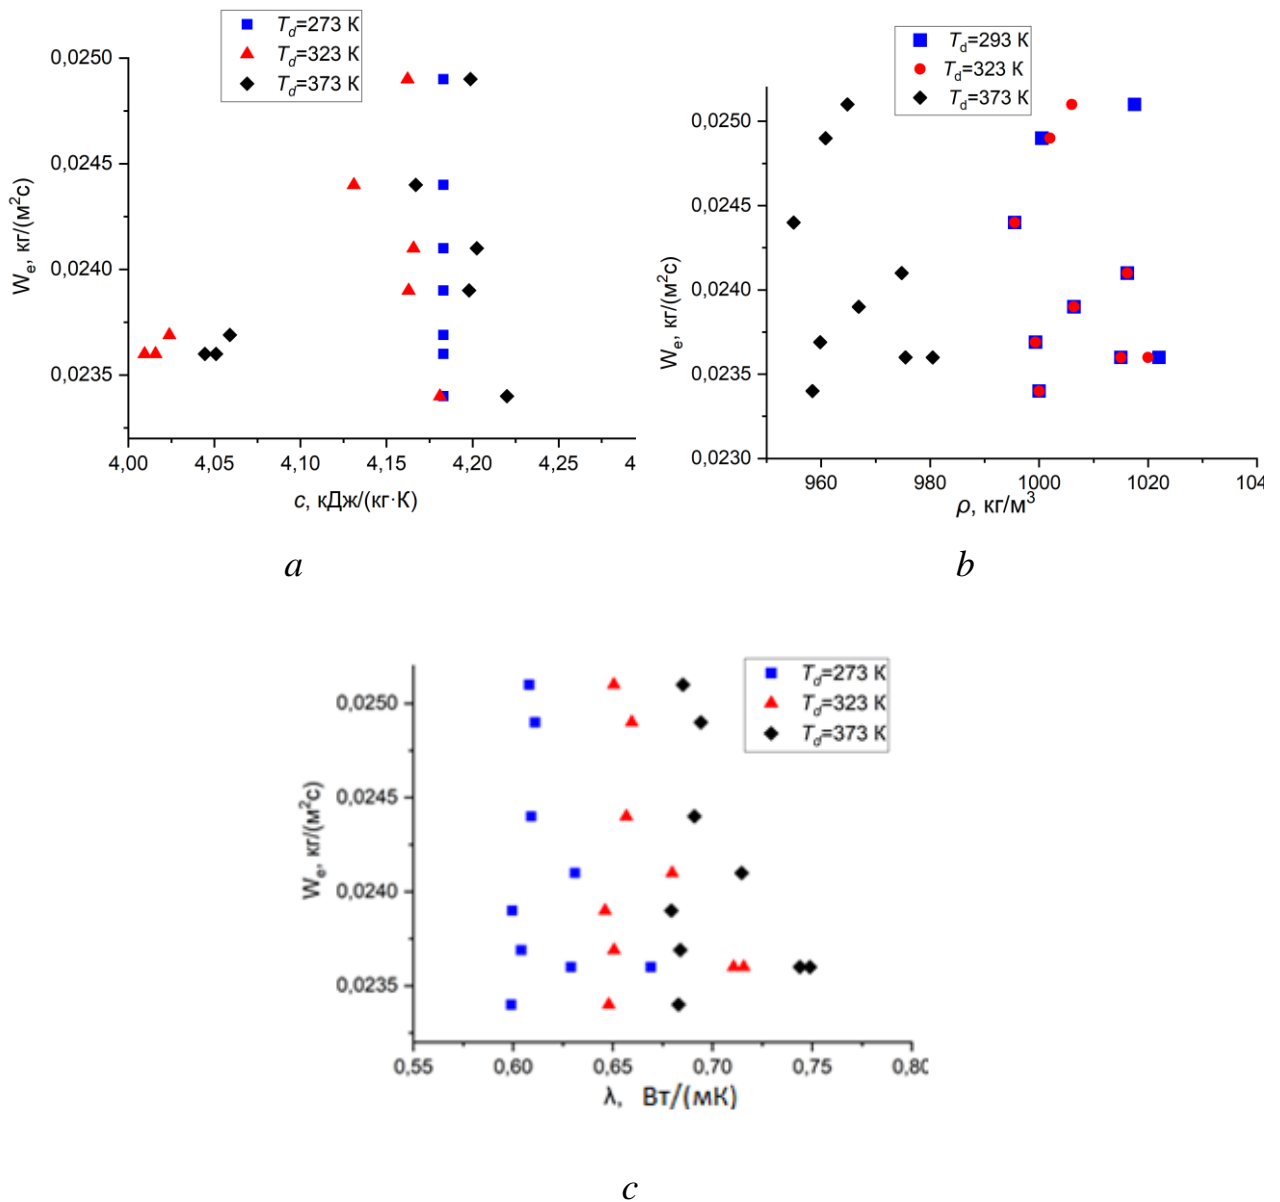 T_d=273 К
T_d=323 К
T_d=373 К
0,0250
0,0245
0,0240
0,0235
W_e, кг/(м²с)
4,00 4,05 4,10 4,15 4,20 4,25 4
c, кДж/(кг·К)
a
T_d=293 К
T_d=323 К
T_d=373 К
0,0250
0,0245
0,0240
0,0235
0,0230
W_e, кг/(м²с)
960 980 1000 1020 104
ρ, кг/м³
b
T_d=273 К
T_d=323 К
T_d=373 К
0,0250
0,0245
0,0240
0,0235
W_e, кг/(м²с)
0,55 0,60 0,65 0,70 0,75 0,80
λ, Вт/(мК)
c